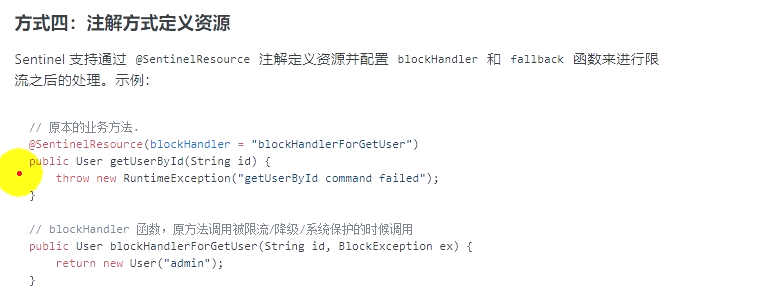 方式四：注解方式定义资源
Sentinel 支持通过 @SentinelResource 注解定义资源并配置 blockHandler 和 fallback 函数来进行限
流之后的处理。示例：
// 原本的业务方法.
@SentinelResource(blockHandler = "blockHandlerForGetUser")
public User getUserById(String id) {
    throw new RuntimeException("getUserById command failed");
}
// blockHandler 函数，原方法调用被限流/降级/系统保护的时候调用
public User blockHandlerForGetUser(String id, BlockException ex) {
    return new User("admin");
}